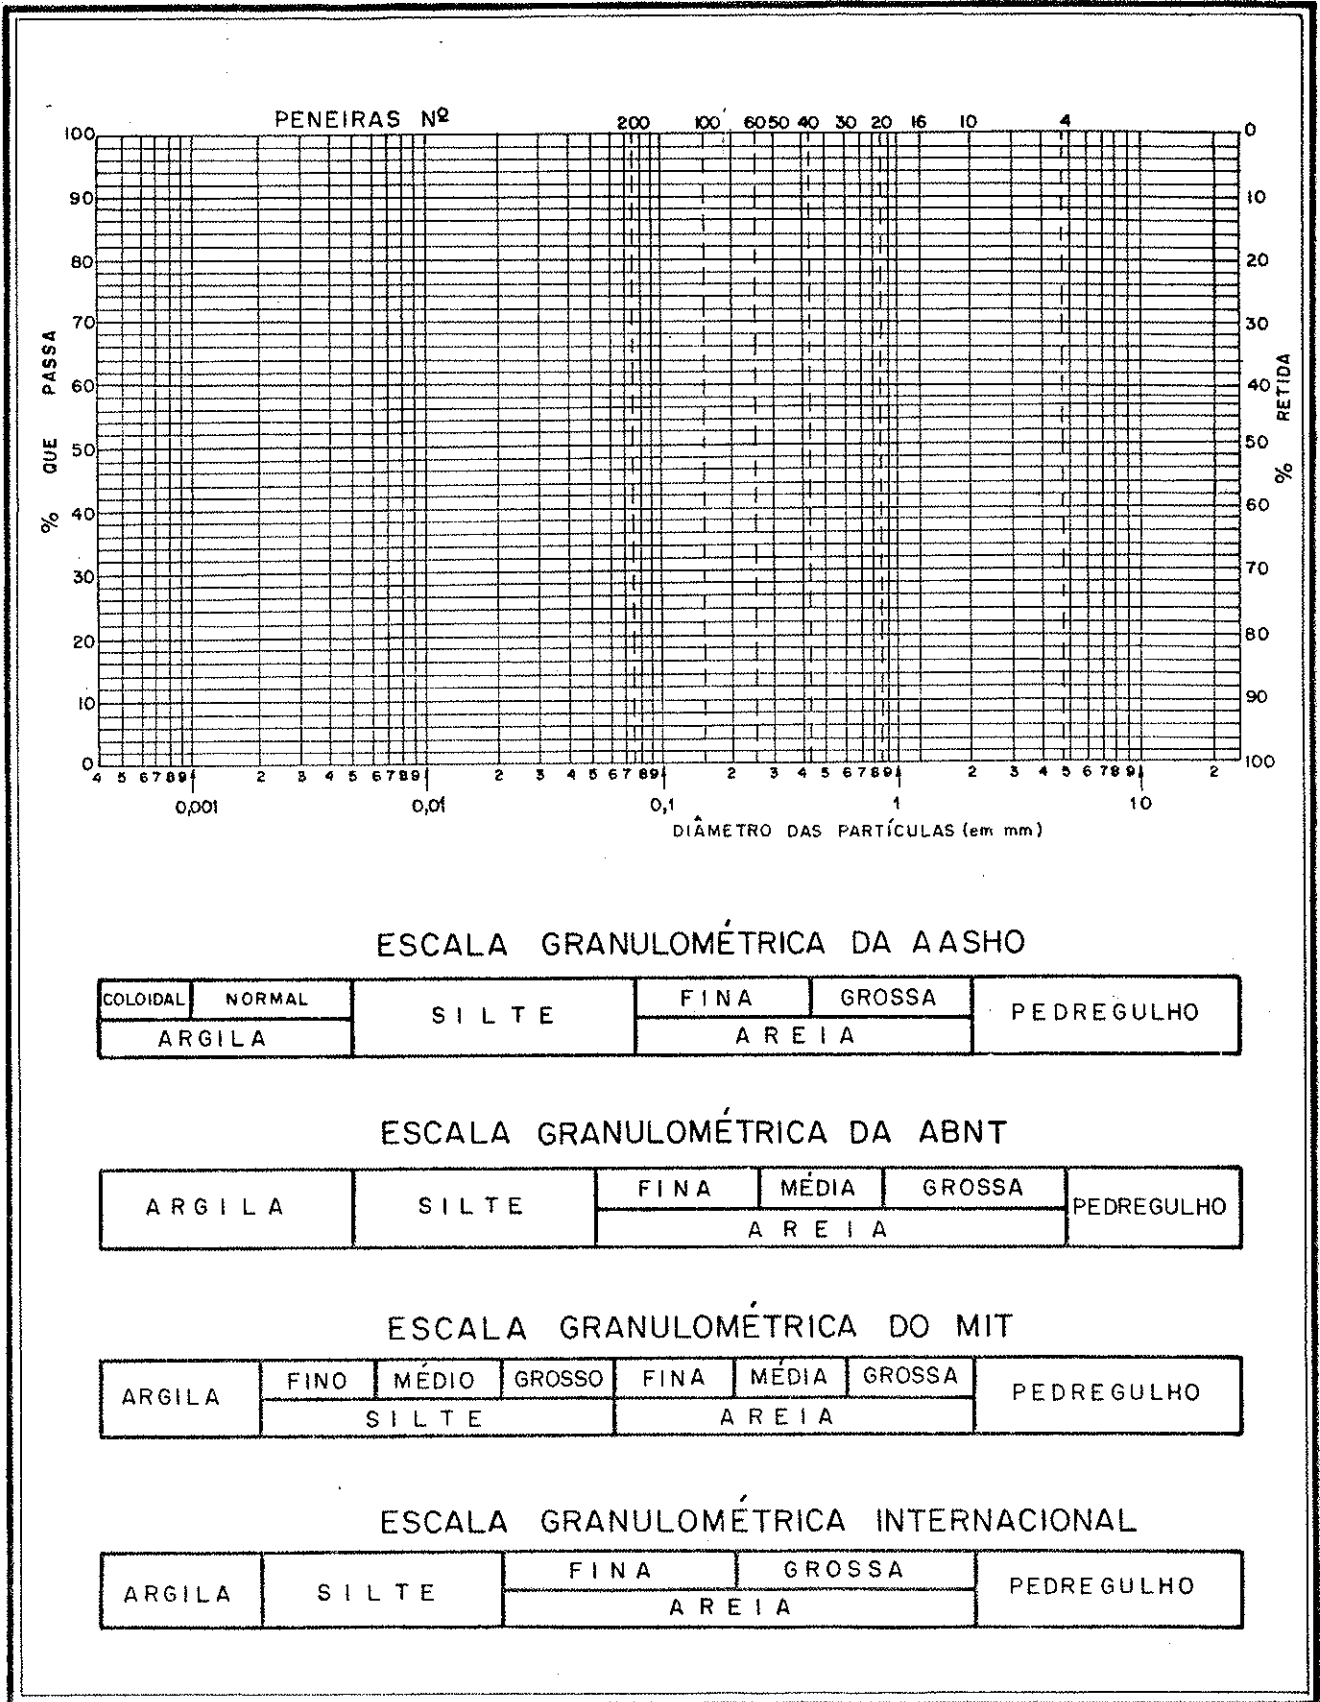 PENEIRAS Nº 200 100 60 50 40 30 20 16 10 4
100 0
90 10
80 20
70 30
60 40
50 50
40 60
30 70
20 80
10 90
0 100
% QUE PASSA
% RETIDA
4 5 6 7 8 9 1 2 3 4 5 6 7 8 9 1 2 3 4 5 6 7 8 9 1 2 3 4 5 6 7 8 9 1 2 3 4 5 6 7 8 9 1 2
0,001 0,01 0,1 1 10
DIÂMETRO DAS PARTÍCULAS (em mm)
ESCALA GRANULOMÉTRICA DA AASHO
COLOIDAL NORMAL SILTE FINA GROSSA PEDREGULHO
ARGILA AREIA
ESCALA GRANULOMÉTRICA DA ABNT
ARGILA SILTE FINA MÉDIA GROSSA PEDREGULHO
AREIA
ESCALA GRANULOMÉTRICA DO MIT
ARGILA FINO MÉDIO GROSSO FINA MÉDIA GROSSA PEDREGULHO
SILTE AREIA
ESCALA GRANULOMÉTRICA INTERNACIONAL
ARGILA SILTE FINA GROSSA PEDREGULHO
AREIA